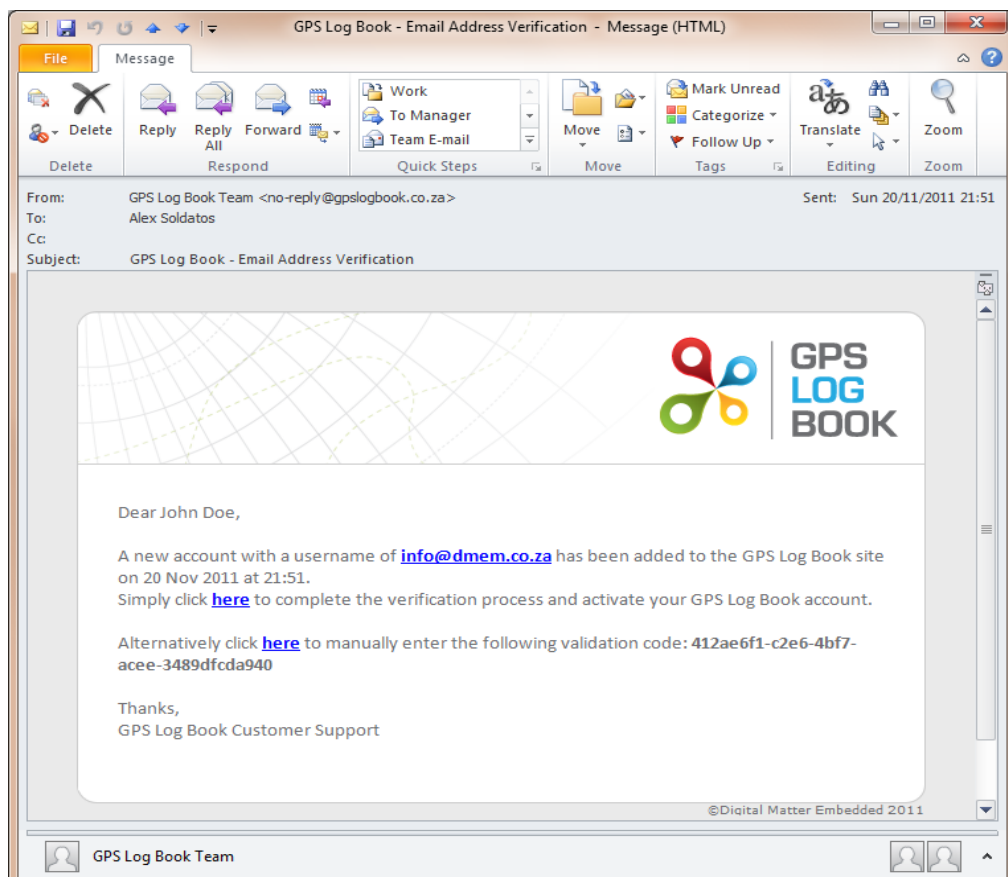 GPS Log Book - Email Address Verification - Message (HTML)
File Message
Delete
Reply
Reply All
Forward
Work
To Manager
Team E-mail
Move
Mark Unread
Categorize
Follow Up
Translate
Zoom
Delete Respond Quick Steps Move Tags Editing Zoom
From: GPS Log Book Team <no-reply@gpslogbook.co.za> Sent: Sun 20/11/2011 21:51
To: Alex Soldatos
Cc:
Subject: GPS Log Book - Email Address Verification
GPS
LOG
BOOK
Dear John Doe,
A new account with a username of info@dmem.co.za has been added to the GPS Log Book site
on 20 Nov 2011 at 21:51.
Simply click here to complete the verification process and activate your GPS Log Book account.
Alternatively click here to manually enter the following validation code: 412ae6f1-c2e6-4bf7-
acee-3489dfcda940
Thanks,
GPS Log Book Customer Support
©Digital Matter Embedded 2011
GPS Log Book Team